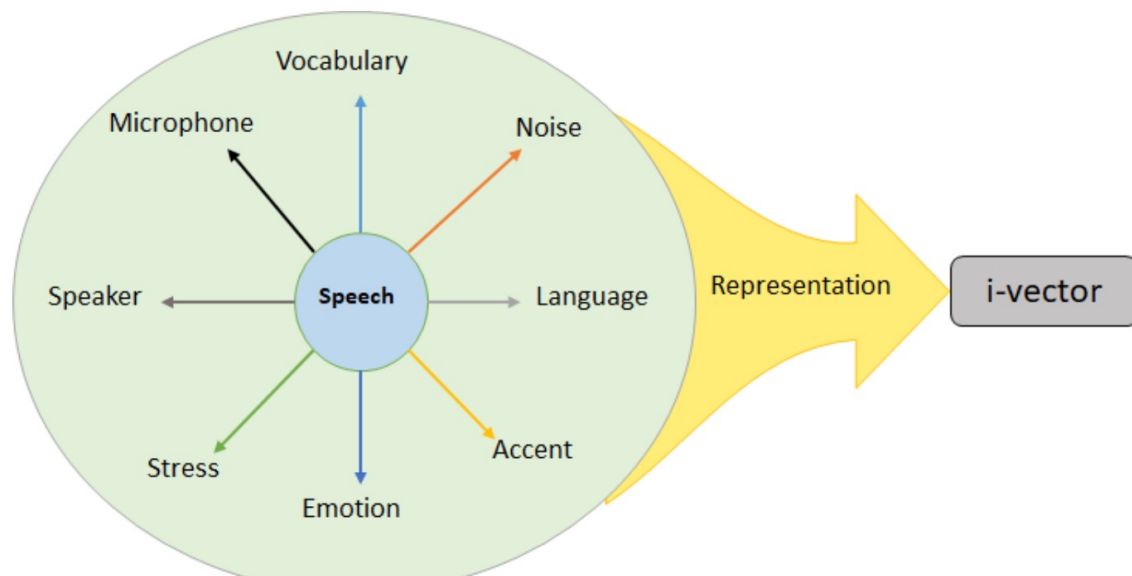 Vocabulary
Microphone
Noise
Speaker
Speech
Language
Representation
i-vector
Stress
Accent
Emotion